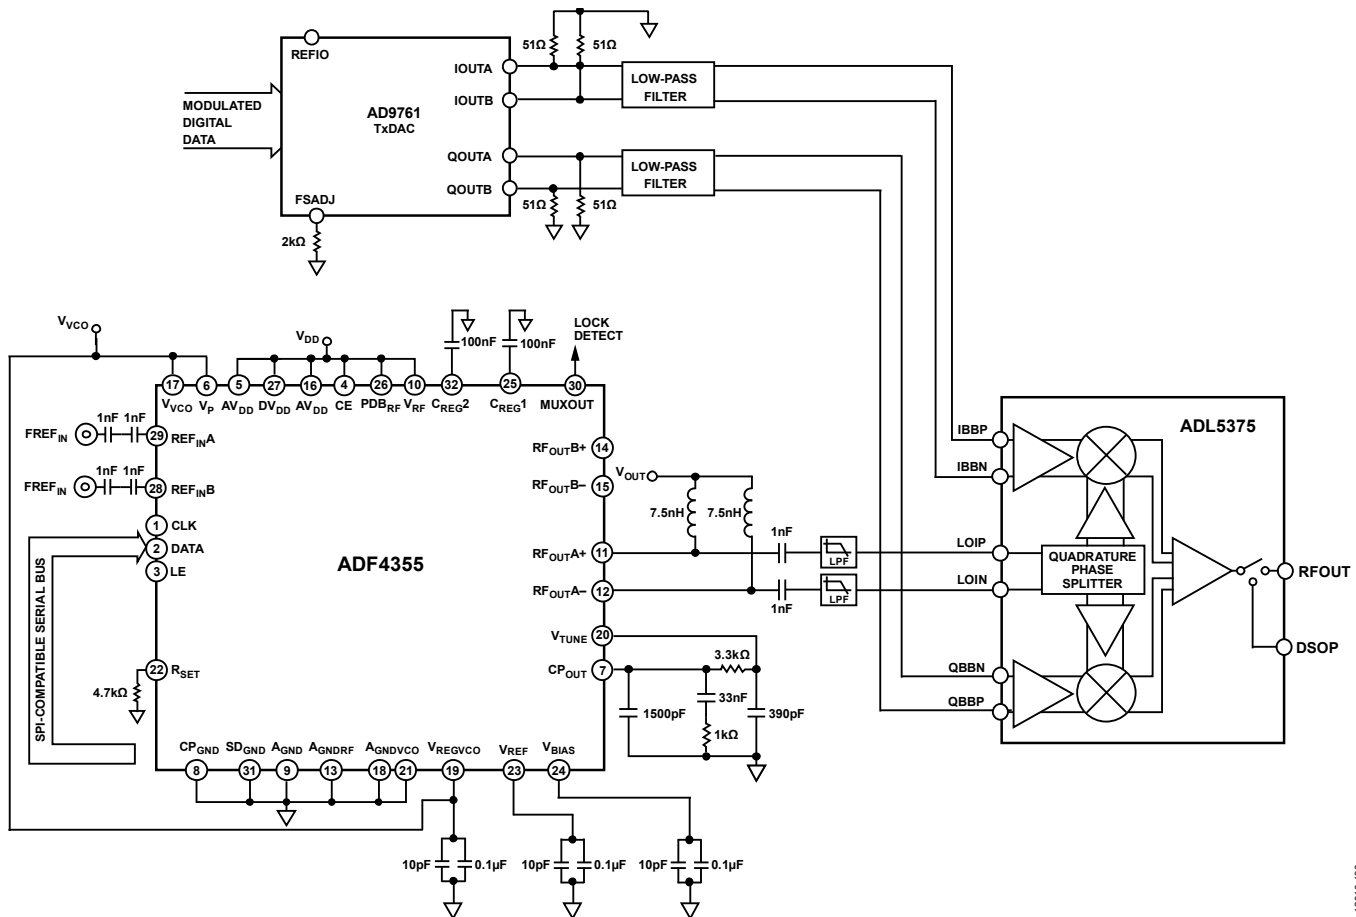 REFIO
51Ω
51Ω
IOUTA
IOUTB
LOW-PASS
FILTER
MODULATED
DIGITAL
DATA
AD9761
TxDAC
QOUTA
QOUTB
LOW-PASS
FILTER
FSADJ
51Ω
51Ω
2kΩ
VVCO
VDD
100nF
100nF
LOCK
DETECT
17
6
5
27
16
4
26
10
32
25
30
VVCO
VP
AVDD
DVDD
AVDD
CE
PDBRF
VRF
CREG2
CREG1
MUXOUT
1nF
1nF
FREFIN
29
REFINA
1nF
1nF
FREFIN
28
REFINB
1
CLK
2
DATA
3
LE
SPI-COMPATIBLE SERIAL BUS
22
RSET
4.7kΩ
ADF4355
RFOUTB+
14
RFOUTB–
15
VOUT
7.5nH
7.5nH
RFOUTA+
11
1nF
LPF
RFOUTA–
12
1nF
LPF
VTUNE
20
CPOUT
7
3.3kΩ
33nF
1500pF
390pF
1kΩ
CPGND
SDGND
AGND
AGNDRF
AGNDVCO
VREGVCO
VREF
VBIAS
8
31
9
13
18
21
19
23
24
10pF
0.1µF
10pF
0.1µF
10pF
0.1µF
ADL5375
IBBP
IBBN
LOIP
LOIN
QUADRATURE
PHASE
SPLITTER
RFOUT
DSOP
QBBN
QBBP